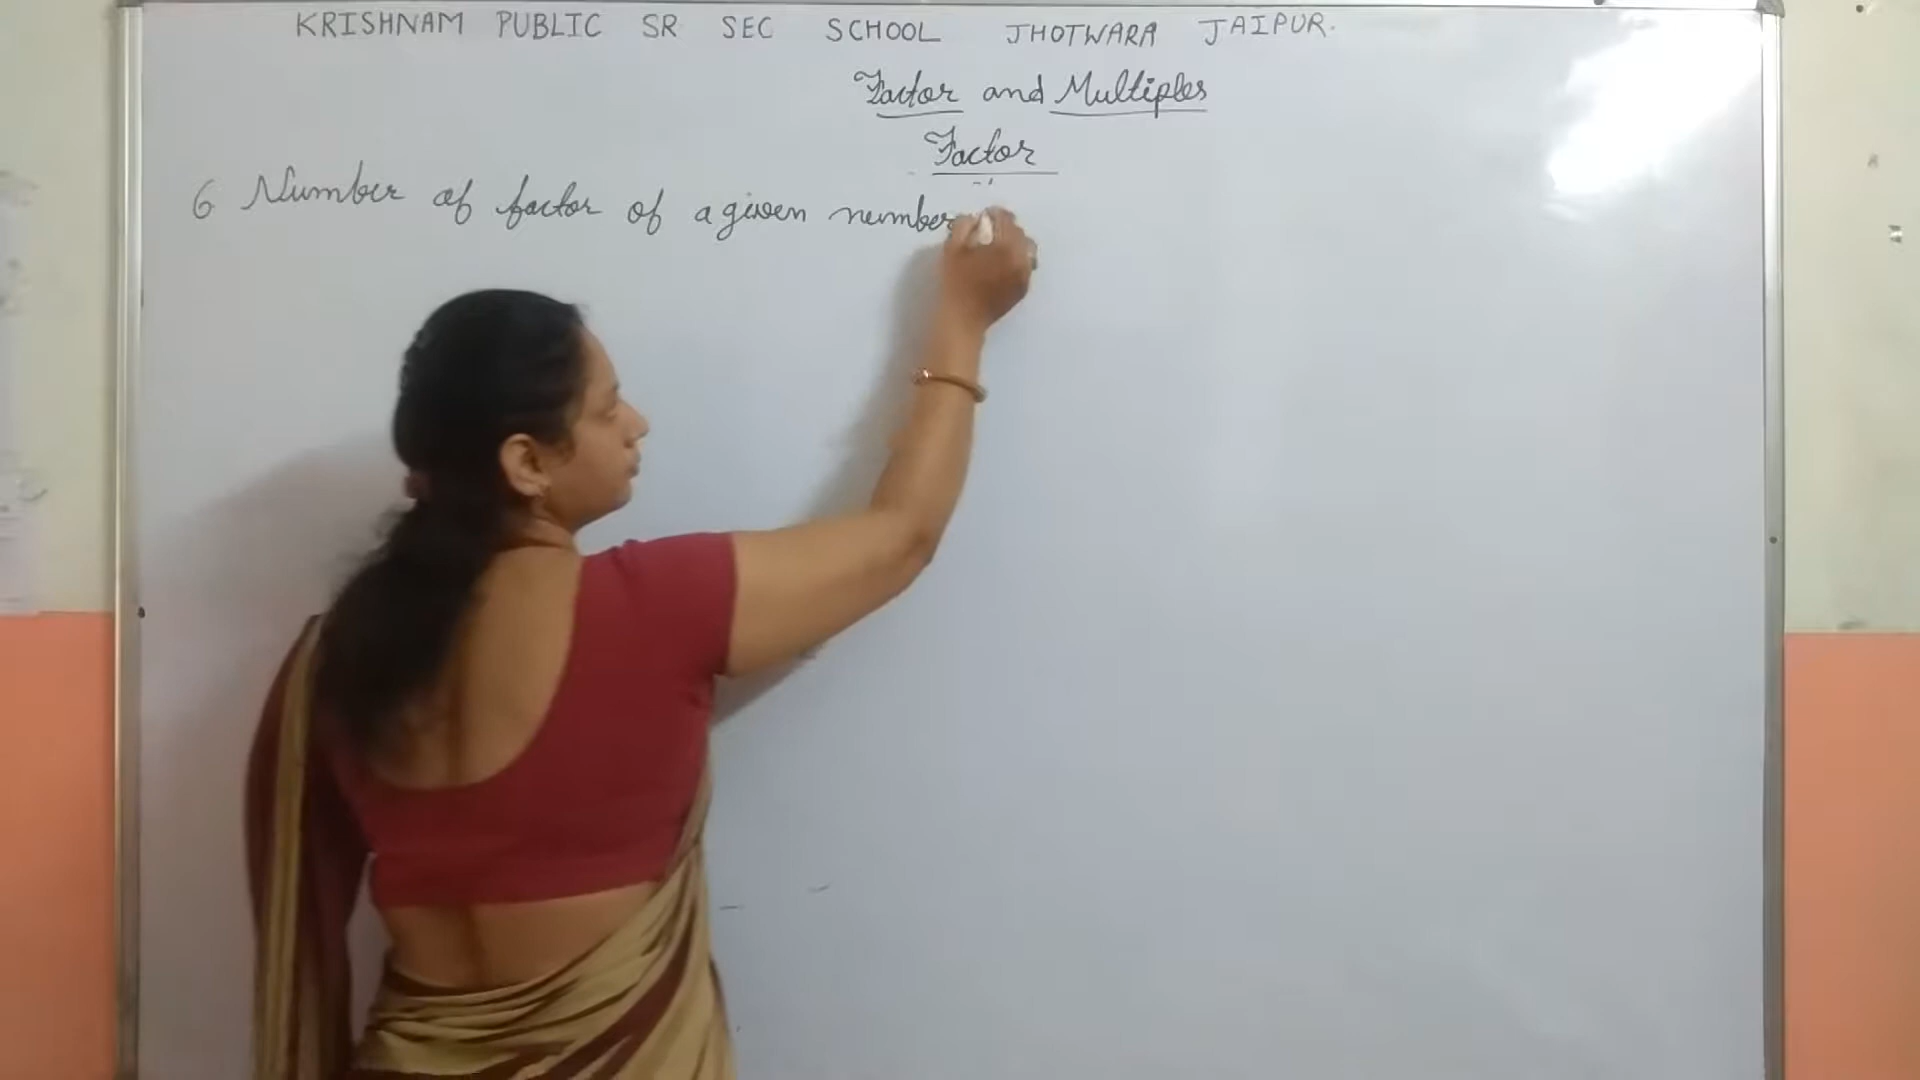 KRISHNAM PUBLIC SR SEC SCHOOL JHOTWARA JAIPUR.
Factor and Multiples
Factor
6 Number of factor of a given number